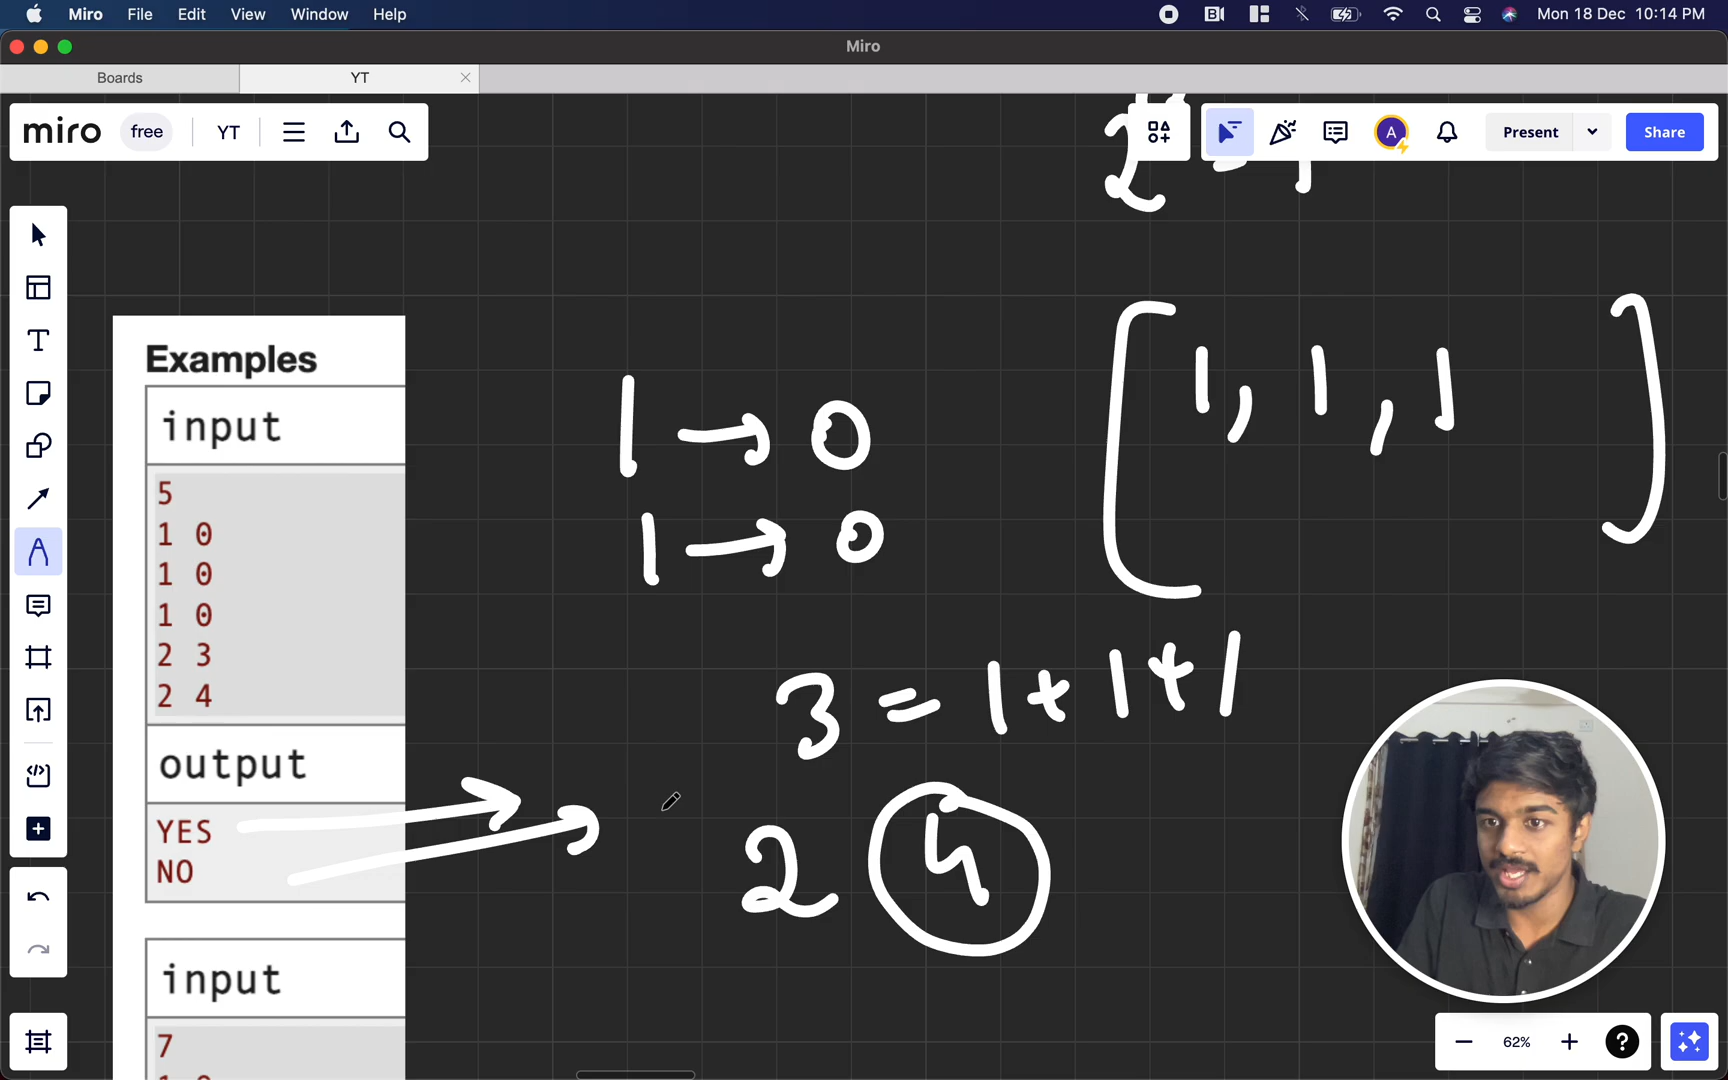 Miro File Edit View Window Help
Mon 18 Dec 10:14 PM
Miro
Boards
YT
miro free YT
Present
Share
A
Examples
input
5
1 0
1 0
1 0
2 3
2 4
output
YES
NO
input
7
1 → 0
1 → 0
[1, 1, 1]
3 = 1 + 1 + 1
2 4
62%